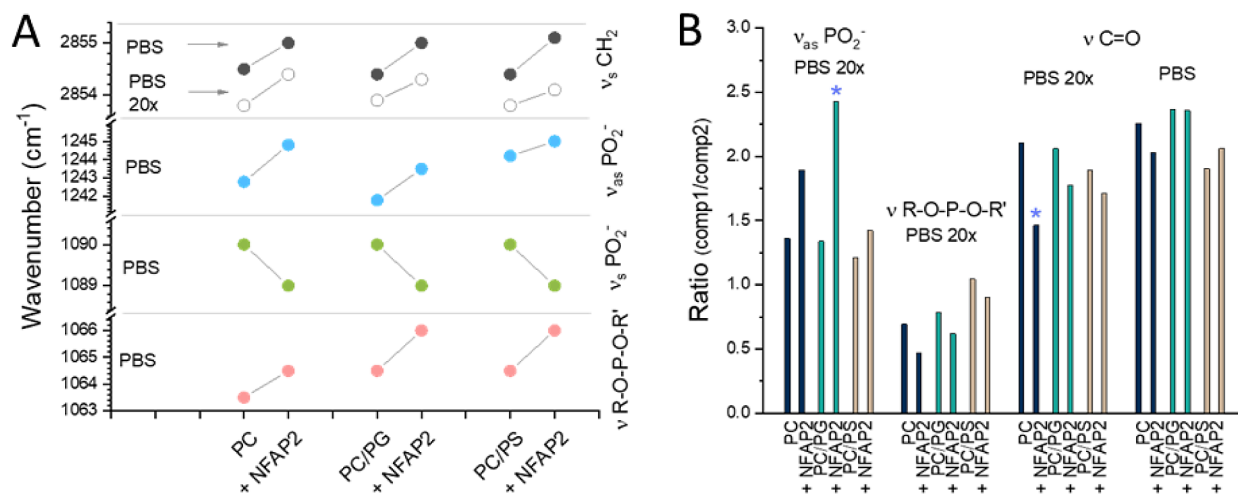 A
Wavenumber (cm-1)
2855
2854
1245
1244
1243
1242
1090
1089
1066
1065
1064
1063
PBS
PBS
20x
PBS
PBS
PBS
νs CH2
νas PO2-
νs PO2-
ν R-O-P-O-R'
PC
+ NFAP2
PC/PG
+ NFAP2
PC/PS
+ NFAP2
B
Ratio (comp1/comp2)
3.0
2.5
2.0
1.5
1.0
0.5
0.0
νas PO2-
PBS 20x
*
ν R-O-P-O-R'
PBS 20x
ν C=O
PBS 20x
PBS
*
PC
+ NFAP2
PC/PG
+ NFAP2
PC/PS
+ NFAP2
PC
+ NFAP2
PC/PG
+ NFAP2
PC/PS
+ NFAP2
PC
+ NFAP2
PC/PG
+ NFAP2
PC/PS
+ NFAP2
PC
+ NFAP2
PC/PG
+ NFAP2
PC/PS
+ NFAP2